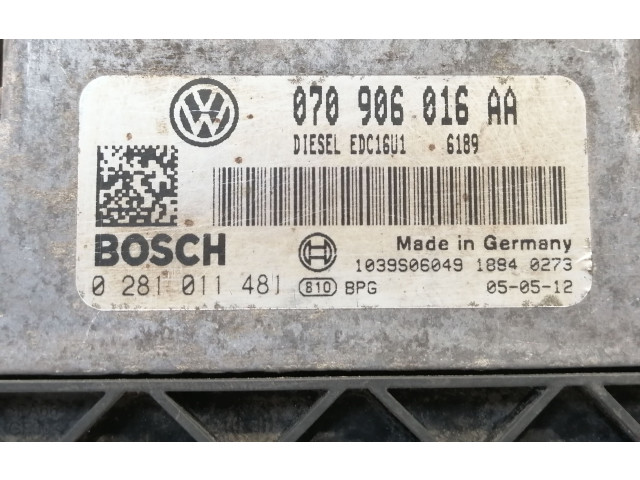 070 906 016 AA
DIESEL EDC16U1 6189
BOSCH
Made in Germany
1039S06049 1894 0273
0 281 011 481 810 BPG 05-05-12